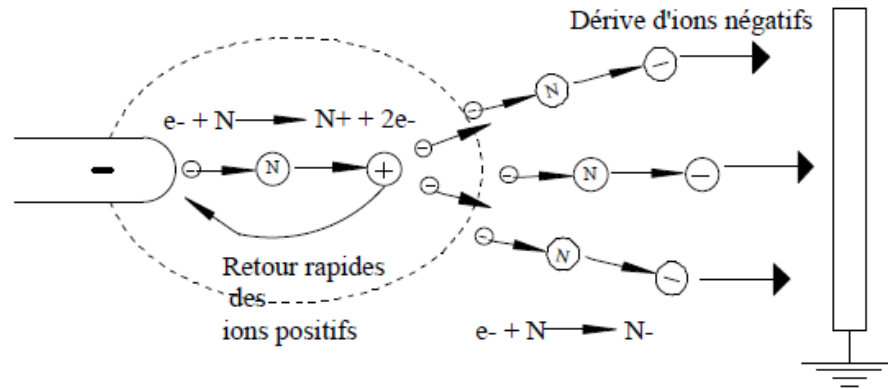 Dérive d'ions négatifs
e- + N → N+ + 2e-
N
N
N
N
Retour rapides
des
ions positifs
e- + N → N-